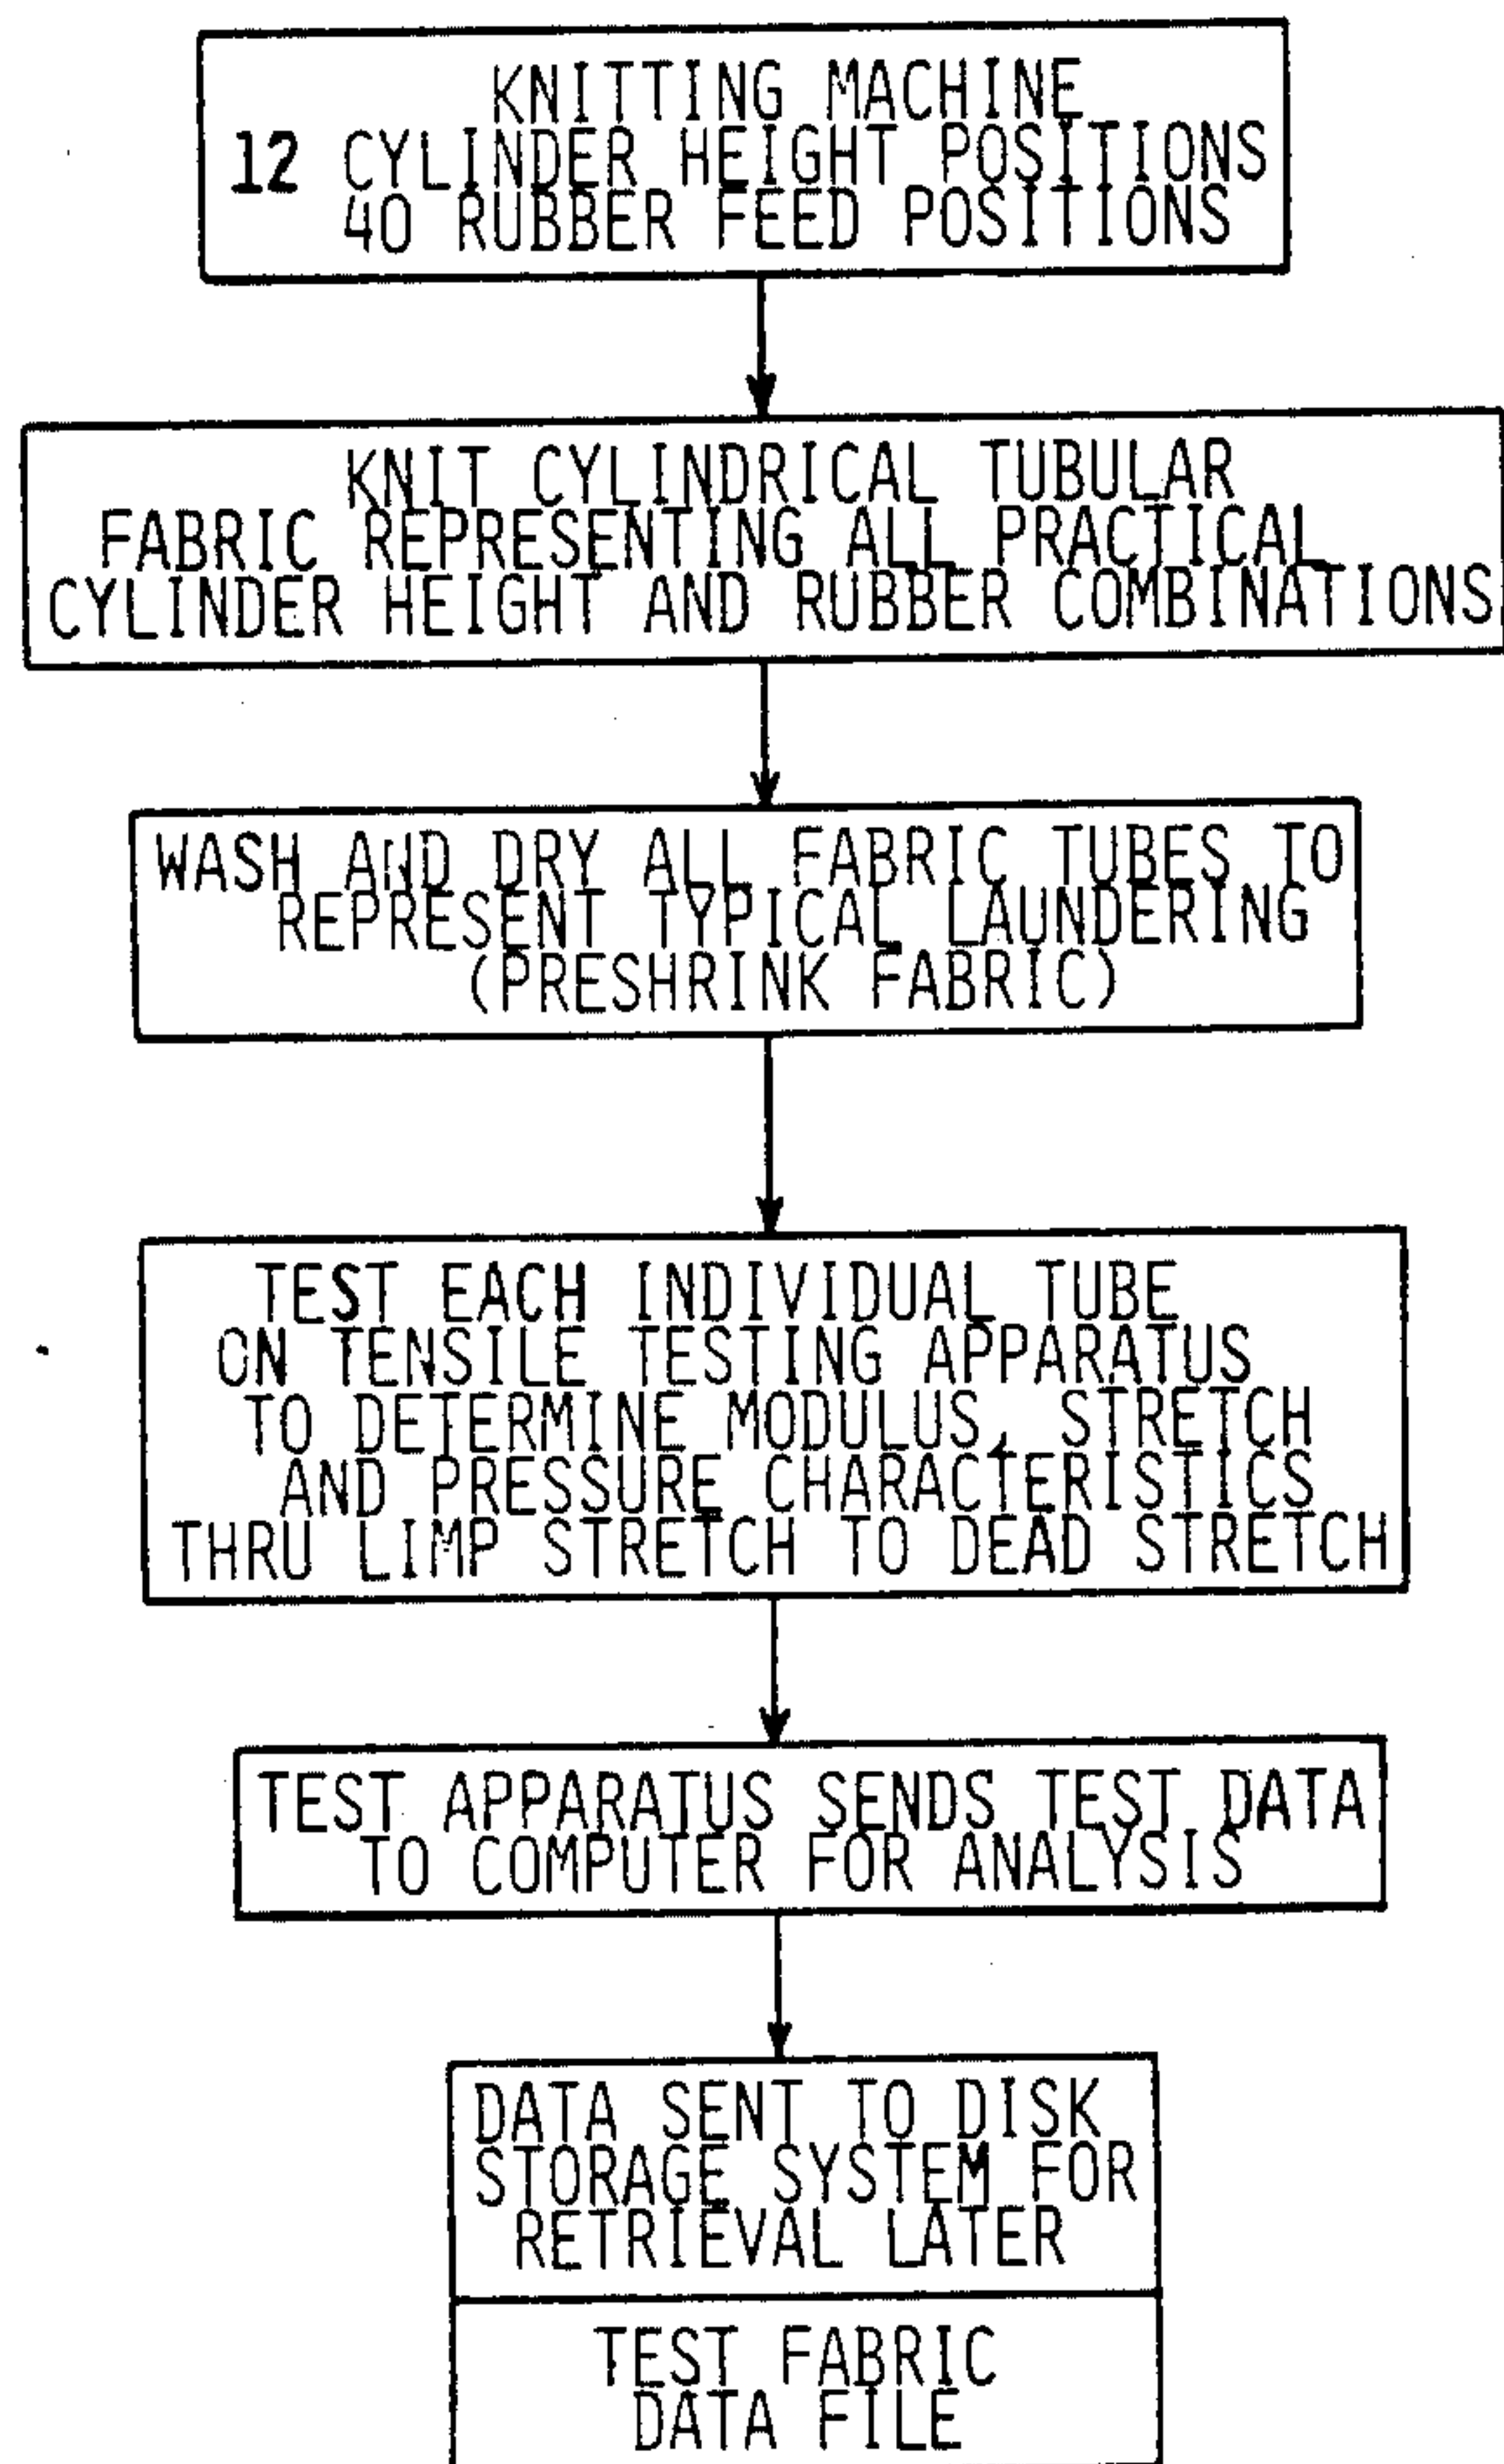 KNITTING MACHINE
12 CYLINDER HEIGHT POSITIONS
40 RUBBER FEED POSITIONS
KNIT CYLINDRICAL TUBULAR
FABRIC REPRESENTING ALL PRACTICAL
CYLINDER HEIGHT AND RUBBER COMBINATIONS
WASH AND DRY ALL FABRIC TUBES TO
REPRESENT TYPICAL LAUNDERING
(PRESHRINK FABRIC)
TEST EACH INDIVIDUAL TUBE
ON TENSILE TESTING APPARATUS
TO DETERMINE MODULUS, STRETCH
AND PRESSURE CHARACTERISTICS
THRU LIMP STRETCH TO DEAD STRETCH
TEST APPARATUS SENDS TEST DATA
TO COMPUTER FOR ANALYSIS
DATA SENT TO DISK
STORAGE SYSTEM FOR
RETRIEVAL LATER
TEST FABRIC
DATA FILE